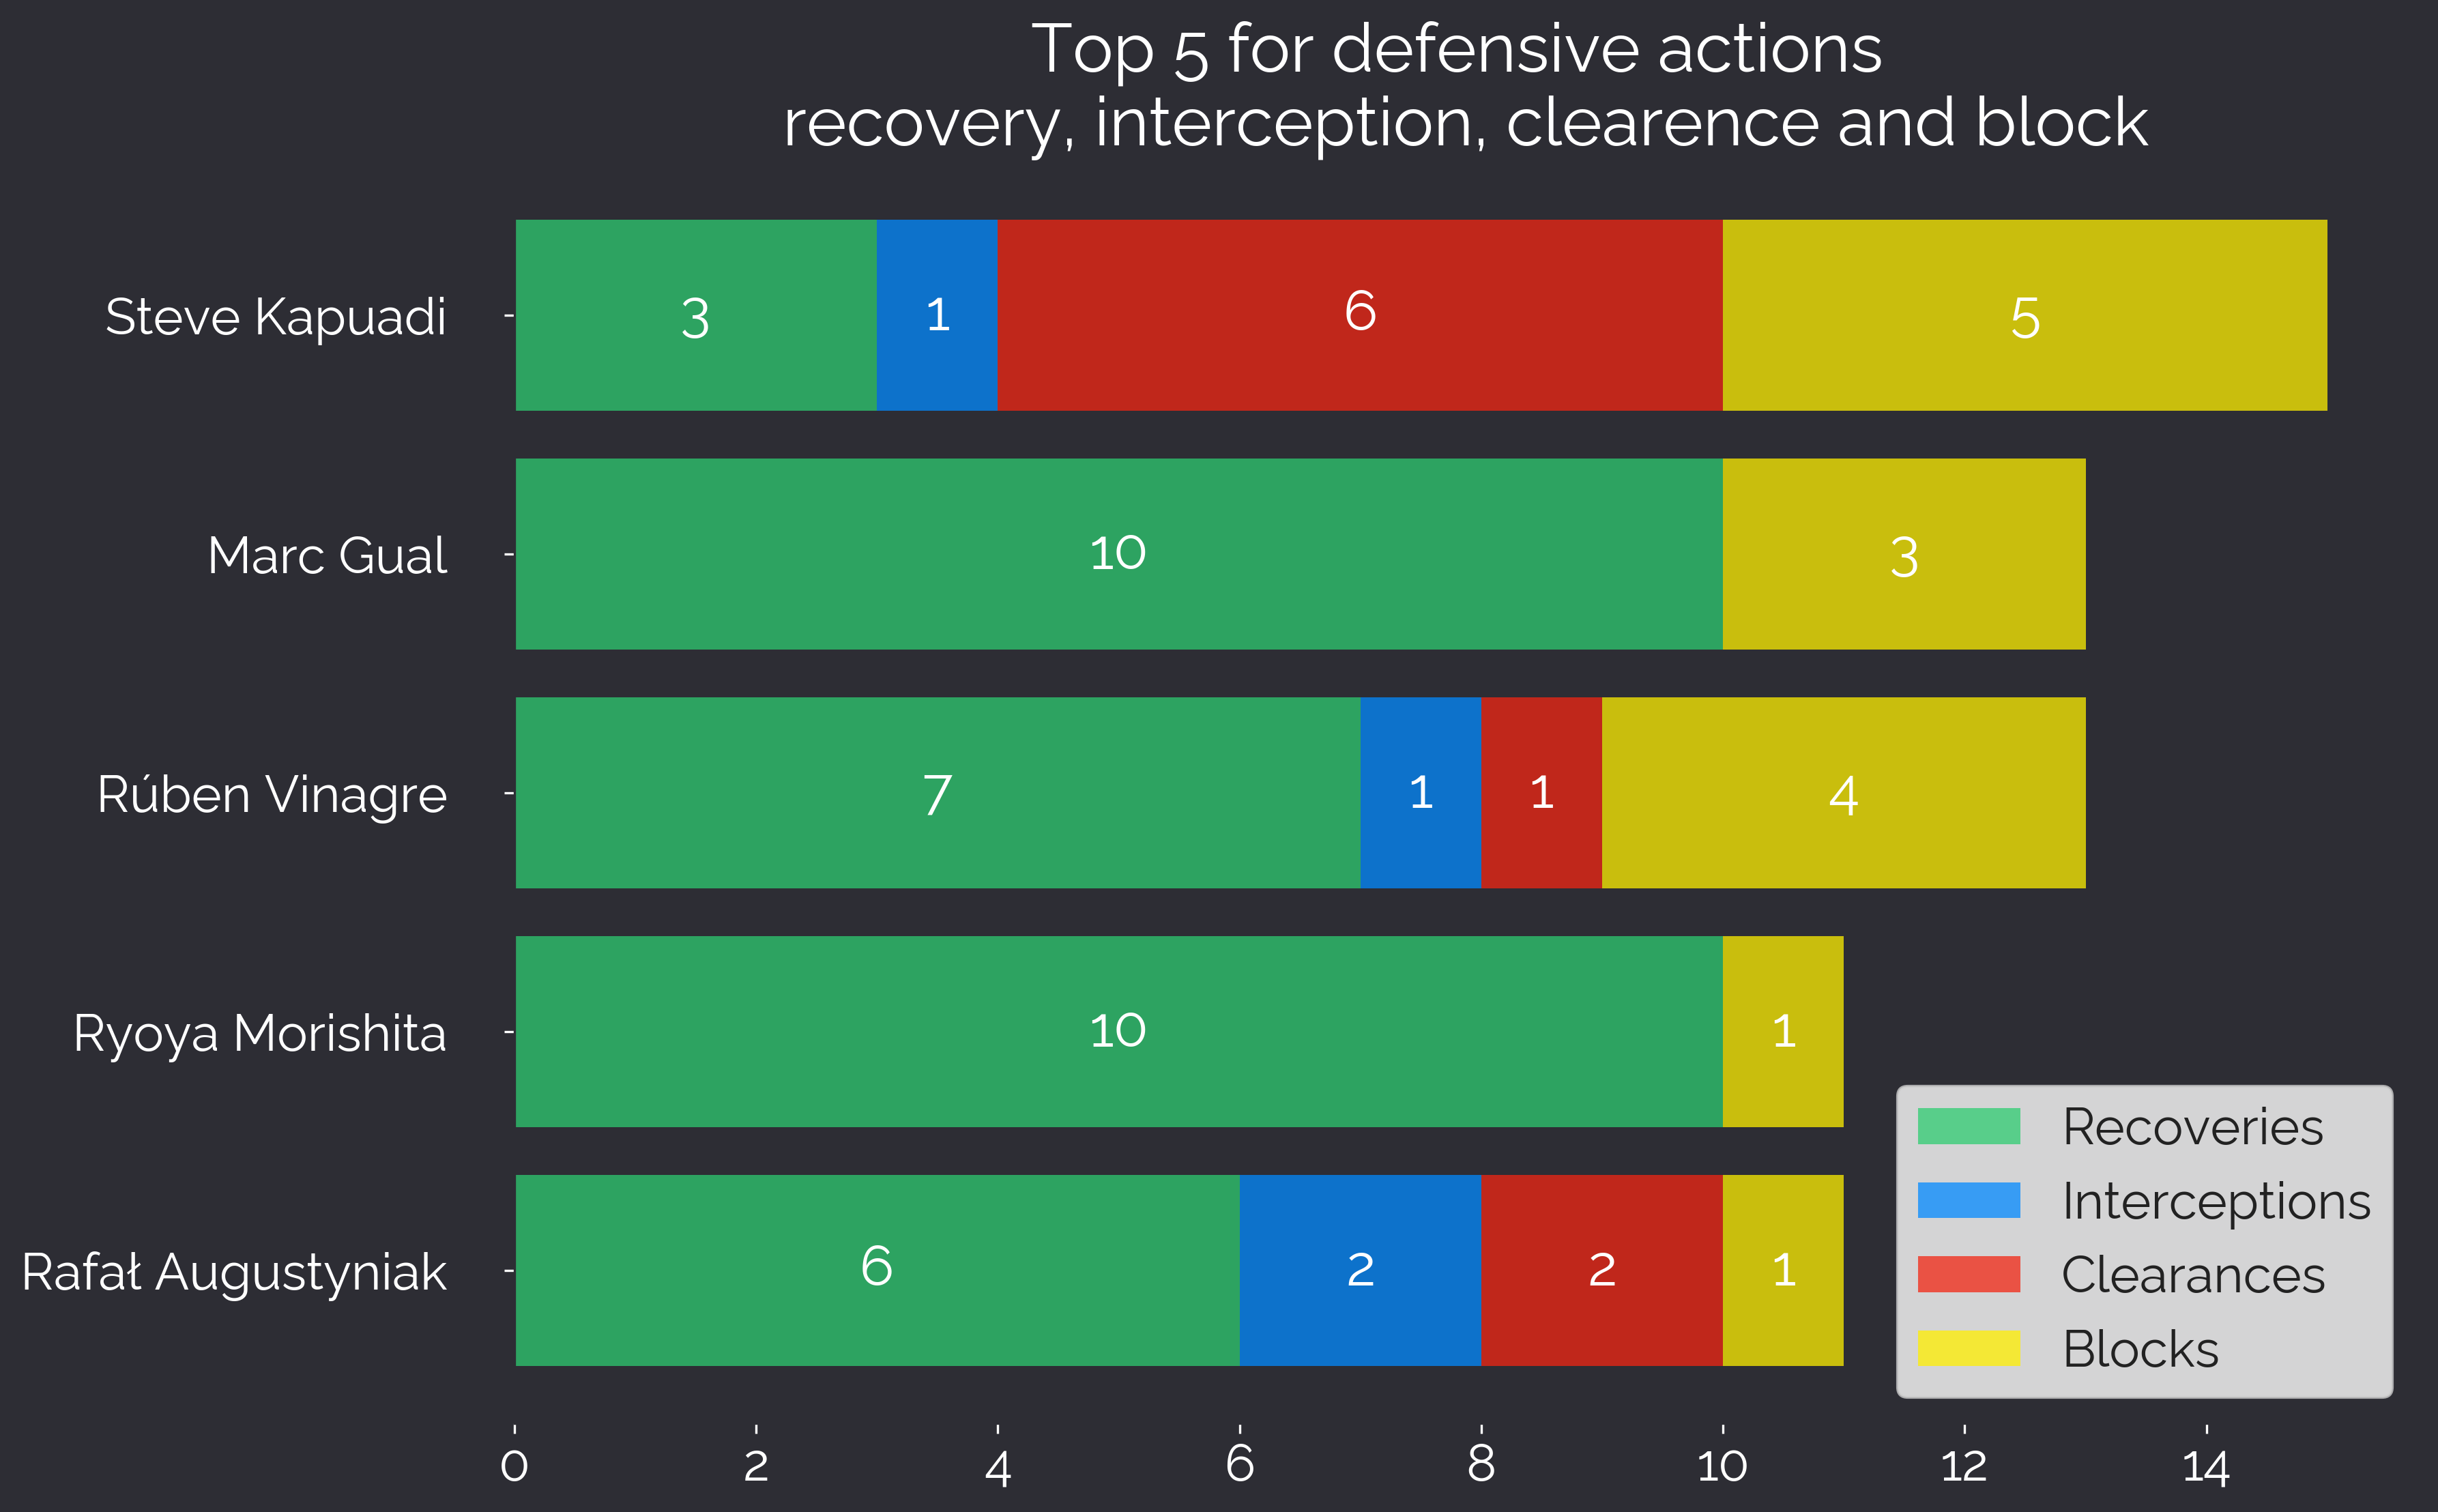 Top 5 for defensive actions
recovery, interception, clearence and block
Steve Kapuadi 3 1 6 5
Marc Gual 10 3
Rúben Vinagre 7 1 1 4
Ryoya Morishita 10 1
Rafał Augustyniak 6 2 2 1
Recoveries
Interceptions
Clearances
Blocks
0 2 4 6 8 10 12 14